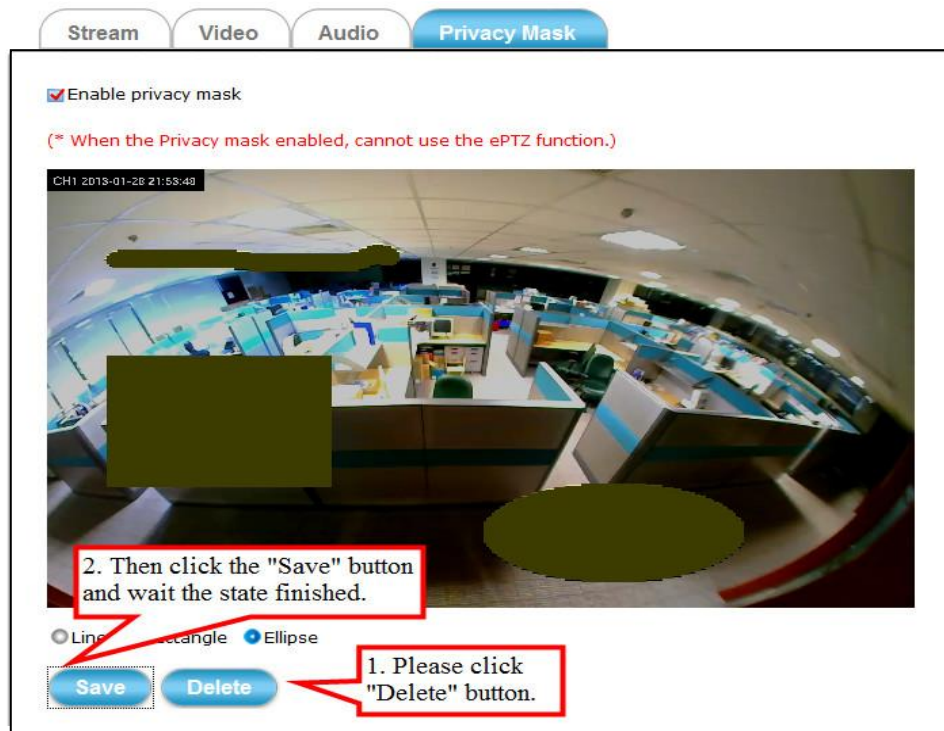 Stream Video Audio Privacy Mask
Enable privacy mask
(* When the Privacy mask enabled, cannot use the ePTZ function.)
CH1 2013-01-28 21:53:48
2. Then click the "Save" button
and wait the state finished.
Line ctangle Ellipse
Save Delete
1. Please click
"Delete" button.